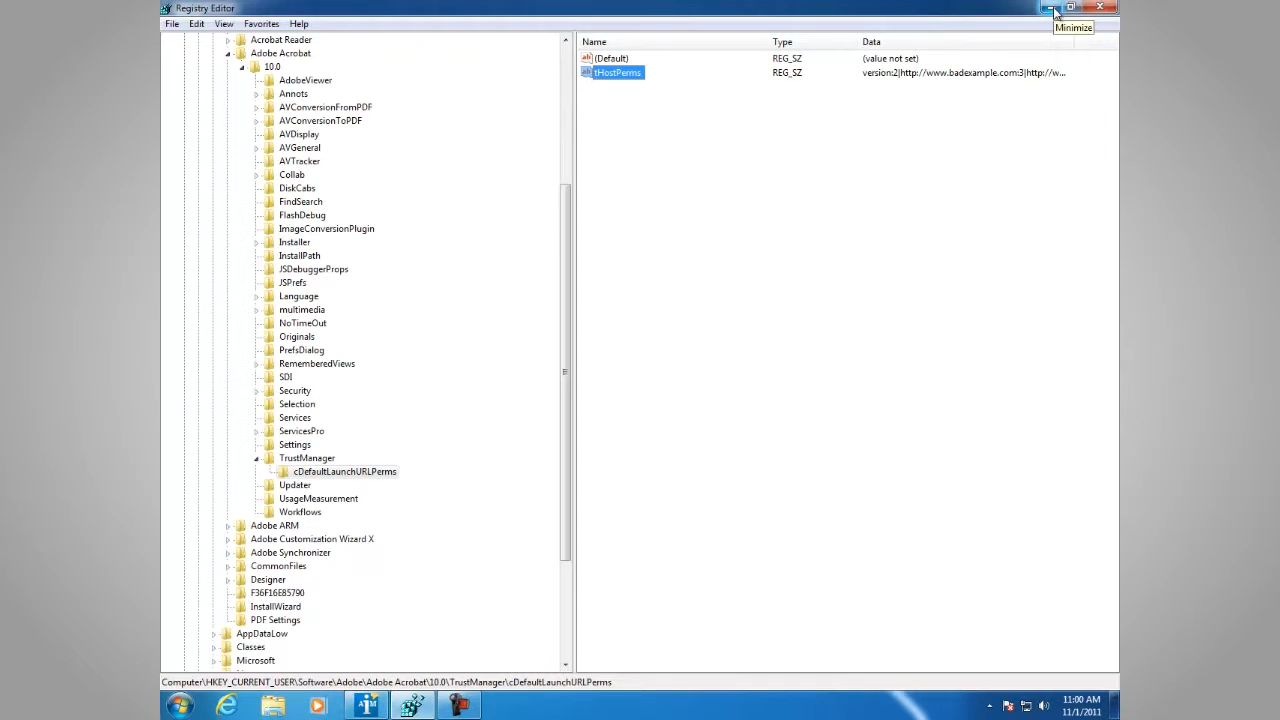 Registry Editor
File Edit View Favorites Help
Minimize
Acrobat Reader
Adobe Acrobat
10.0
AdobeViewer
Annots
AVConversionFromPDF
AVConversionToPDF
AVDisplay
AVGeneral
AVTracker
Collab
DiskCabs
FindSearch
FlashDebug
ImageConversionPlugin
Installer
InstallPath
JSDebuggerProps
JSPrefs
Language
multimedia
NoTimeOut
Originals
PrefsDialog
RememberedViews
SDI
Security
Selection
Services
ServicesPro
Settings
TrustManager
cDefaultLaunchURLPerms
Updater
UsageMeasurement
Workflows
Adobe ARM
Adobe Customization Wizard X
Adobe Synchronizer
CommonFiles
Designer
F36F16E85790
InstallWizard
PDF Settings
AppDataLow
Classes
Microsoft
Name Type Data
(Default) REG_SZ (value not set)
tHostPerms REG_SZ version:2|http://www.badexample.com:3|http://w...
Computer\HKEY_CURRENT_USER\Software\Adobe\Adobe Acrobat\10.0\TrustManager\cDefaultLaunchURLPerms
11:00 AM
11/1/2011